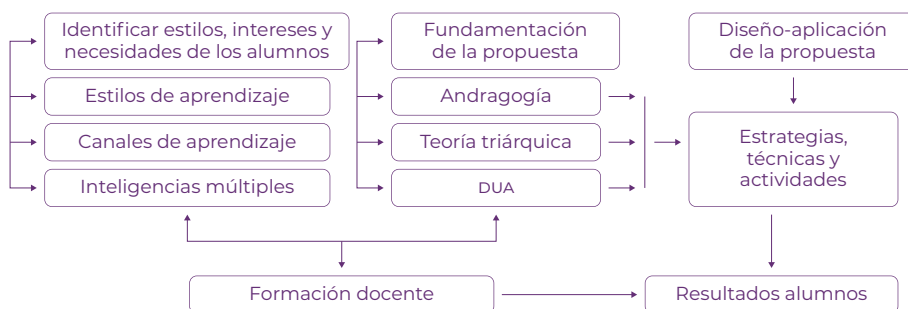 Identificar estilos, intereses y
necesidades de los alumnos
Estilos de aprendizaje
Canales de aprendizaje
Inteligencias múltiples
Fundamentación
de la propuesta
Andragogía
Teoría triárquica
DUA
Diseño-aplicación
de la propuesta
Estrategias,
técnicas y
actividades
Formación docente
Resultados alumnos